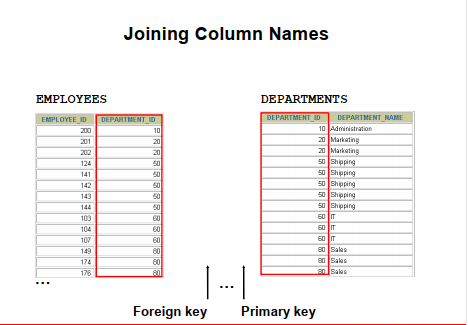 Joining Column Names
EMPLOYEES
EMPLOYEE_ID DEPARTMENT_ID
200 10
201 20
202 20
124 50
141 50
142 50
143 50
144 50
103 60
104 60
107 60
149 80
174 80
176 80
...
DEPARTMENTS
DEPARTMENT_ID DEPARTMENT_NAME
10 Administration
20 Marketing
20 Marketing
50 Shipping
50 Shipping
50 Shipping
50 Shipping
50 Shipping
60 IT
60 IT
60 IT
80 Sales
80 Sales
80 Sales
...
Foreign key
Primary key